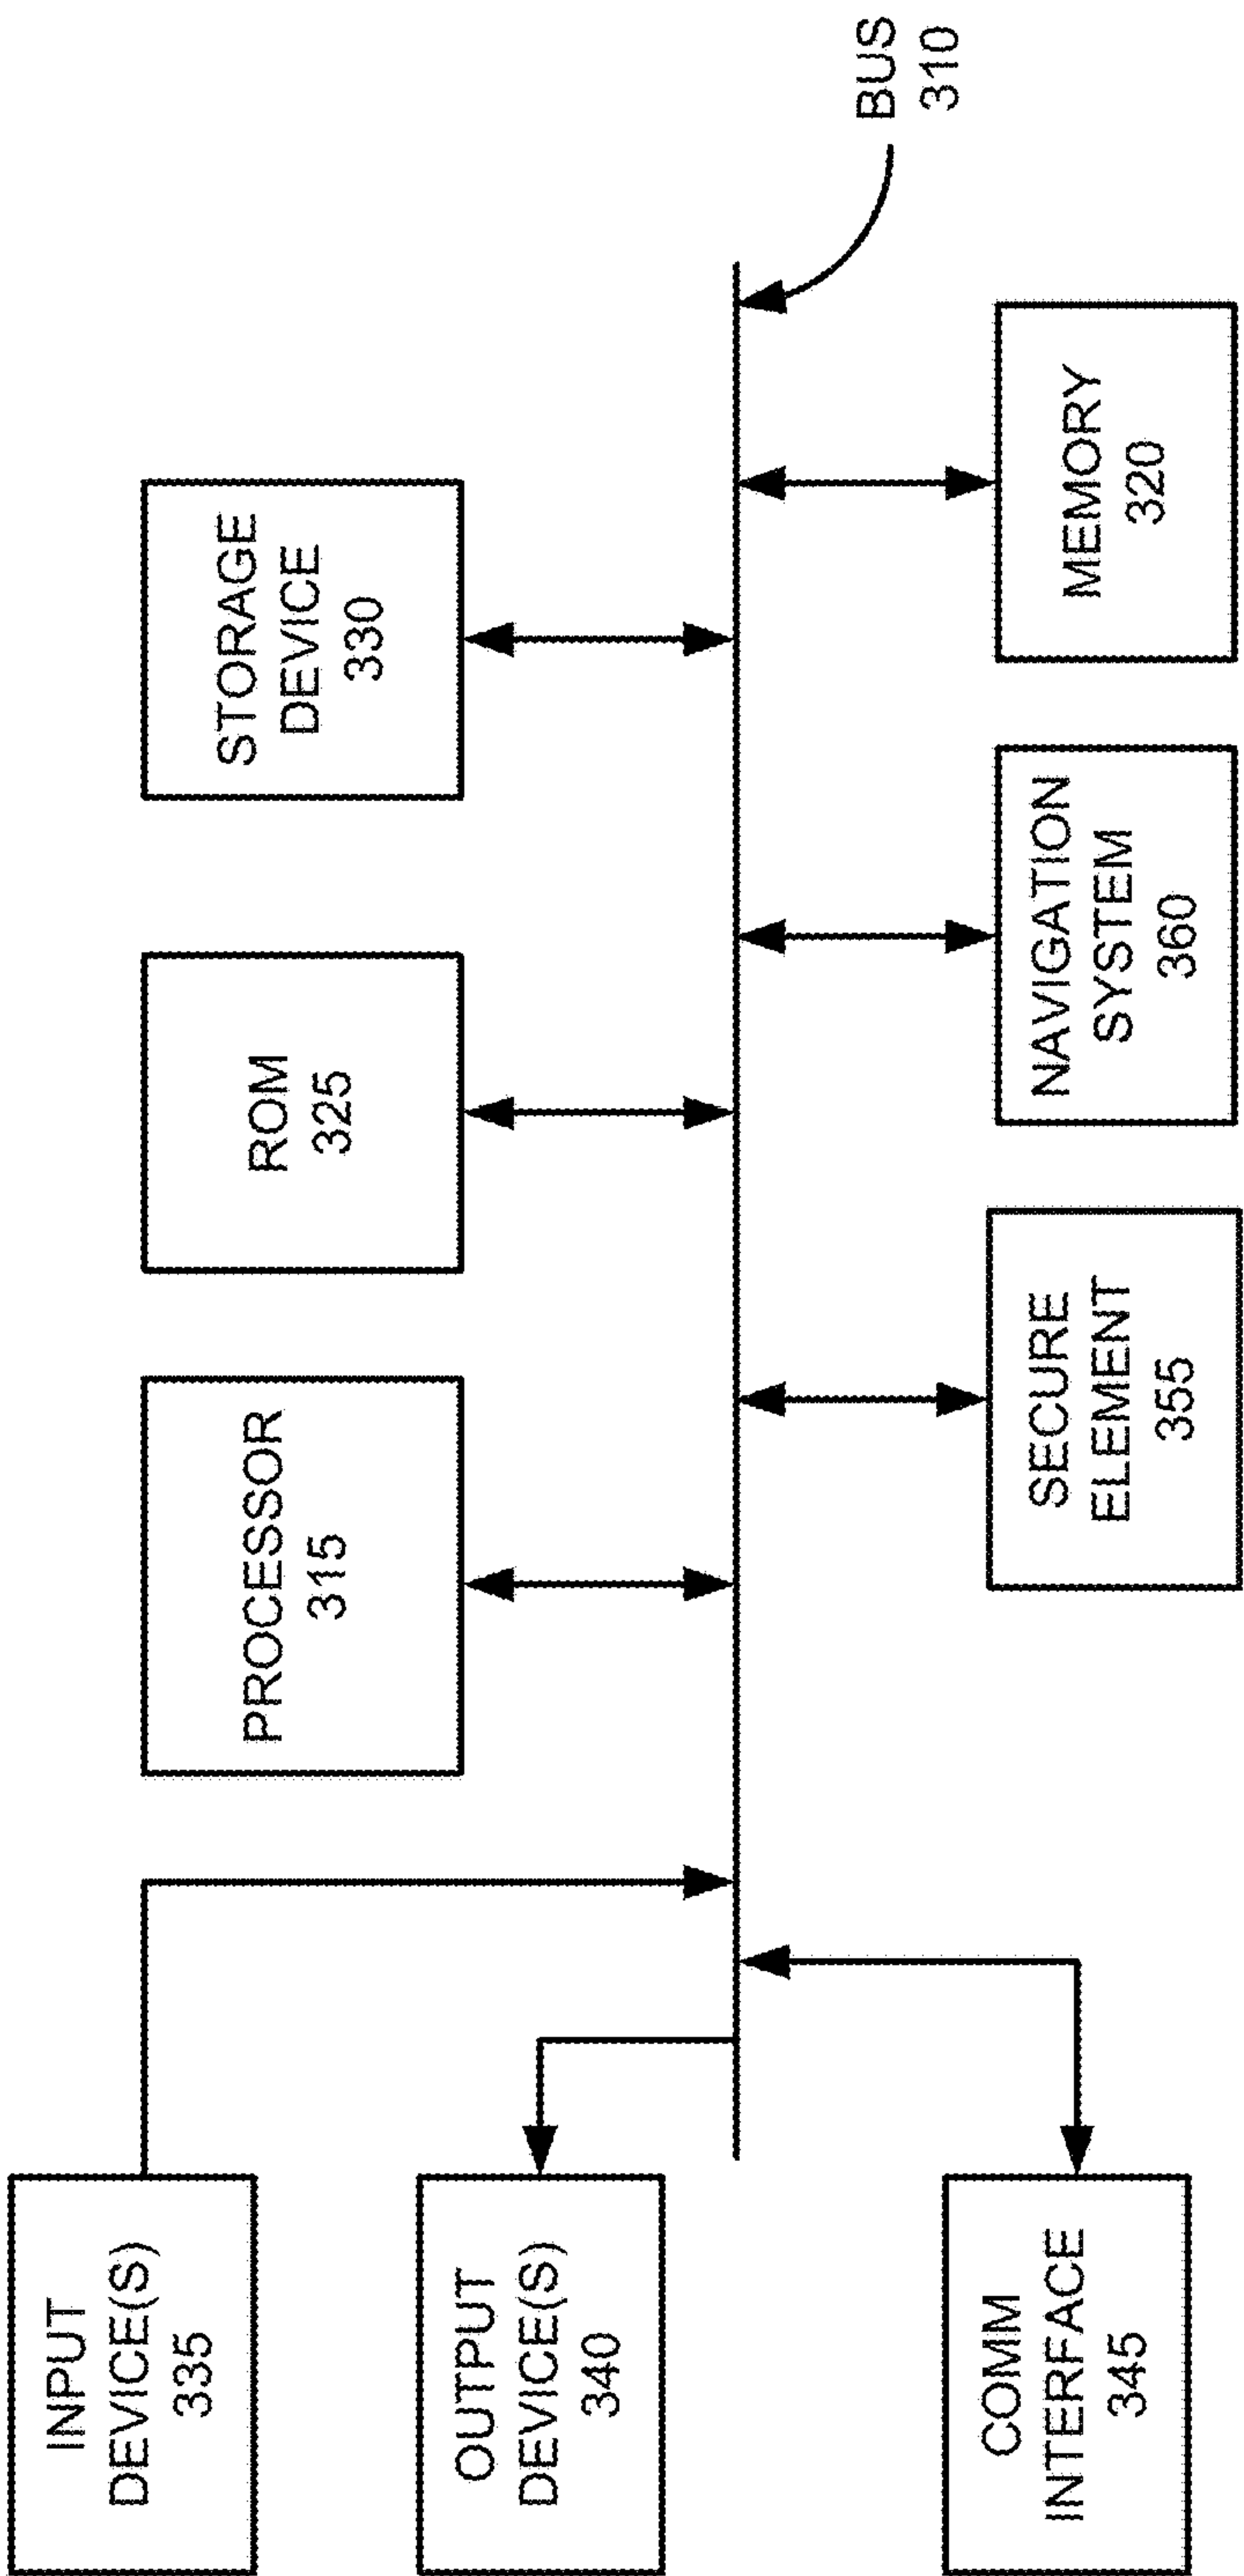 INPUT
DEVICE(S)
335
OUTPUT
DEVICE(S)
340
COMM
INTERFACE
345
PROCESSOR
315
ROM
325
STORAGE
DEVICE
330
SECURE
ELEMENT
355
NAVIGATION
SYSTEM
360
MEMORY
320
BUS
310